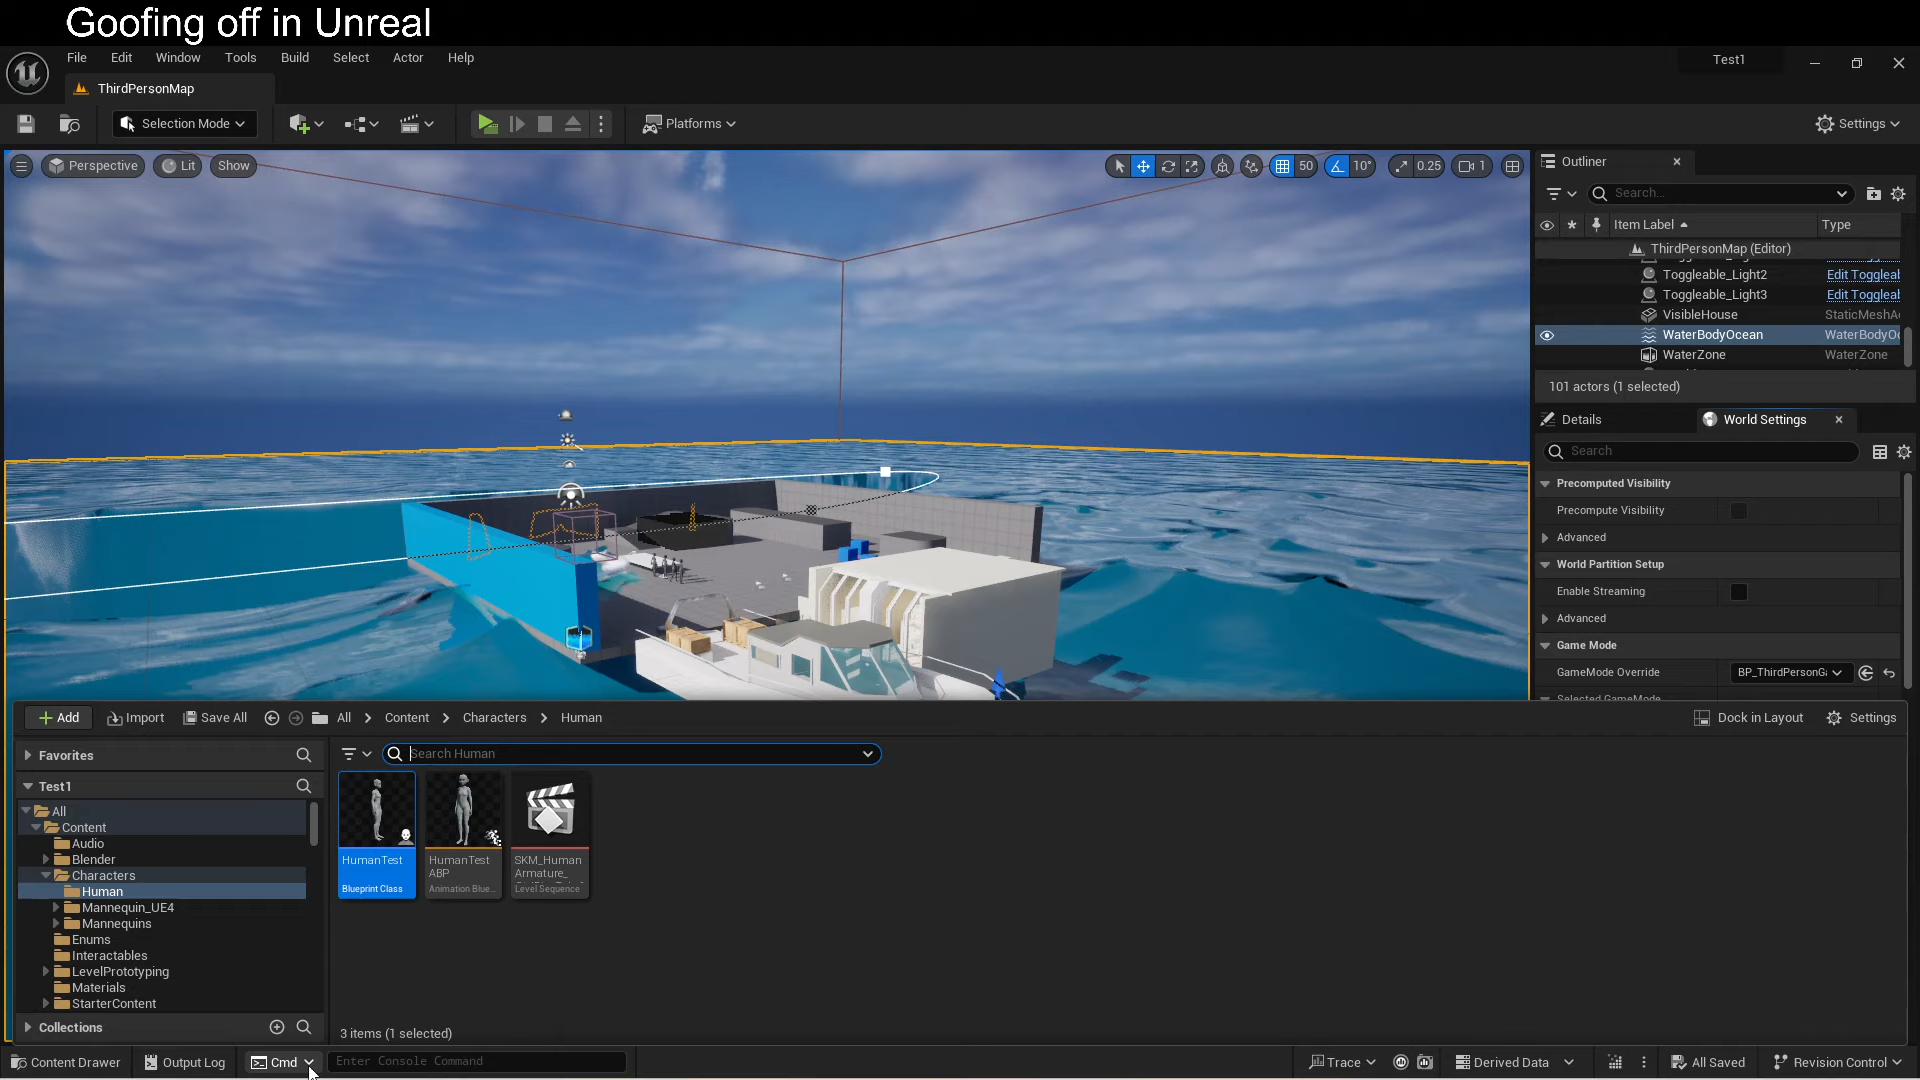 Goofing off in Unreal
File Edit Window Tools Build Select Actor Help
Test1
ThirdPersonMap
Selection Mode
Platforms
Settings
Perspective Lit Show
50 10° 0.25 1
Outliner
Search...
Item Label Type
ThirdPersonMap (Editor)
Toggleable_Light2 Edit Toggleal
Toggleable_Light3 Edit Toggleal
VisibleHouse StaticMeshA
WaterBodyOcean WaterBodyO
WaterZone WaterZone
101 actors (1 selected)
Details World Settings
Search
Precomputed Visibility
Precompute Visibility
Advanced
World Partition Setup
Enable Streaming
Advanced
Game Mode
GameMode Override BP_ThirdPersonGa
Selected GameMode
Add Import Save All All Content Characters Human
Dock in Layout Settings
Favorites
Search Human
Test1
All
Content
Audio
Blender
Characters
Human
Mannequin_UE4
Mannequins
Enums
Interactables
LevelPrototyping
Materials
StarterContent
Collections
HumanTest
Blueprint Class
HumanTest
ABP
Animation Blue...
SKM_Human
Armature_
Level Sequence
3 items (1 selected)
Content Drawer Output Log Cmd Enter Console Command
Trace Derived Data All Saved Revision Control